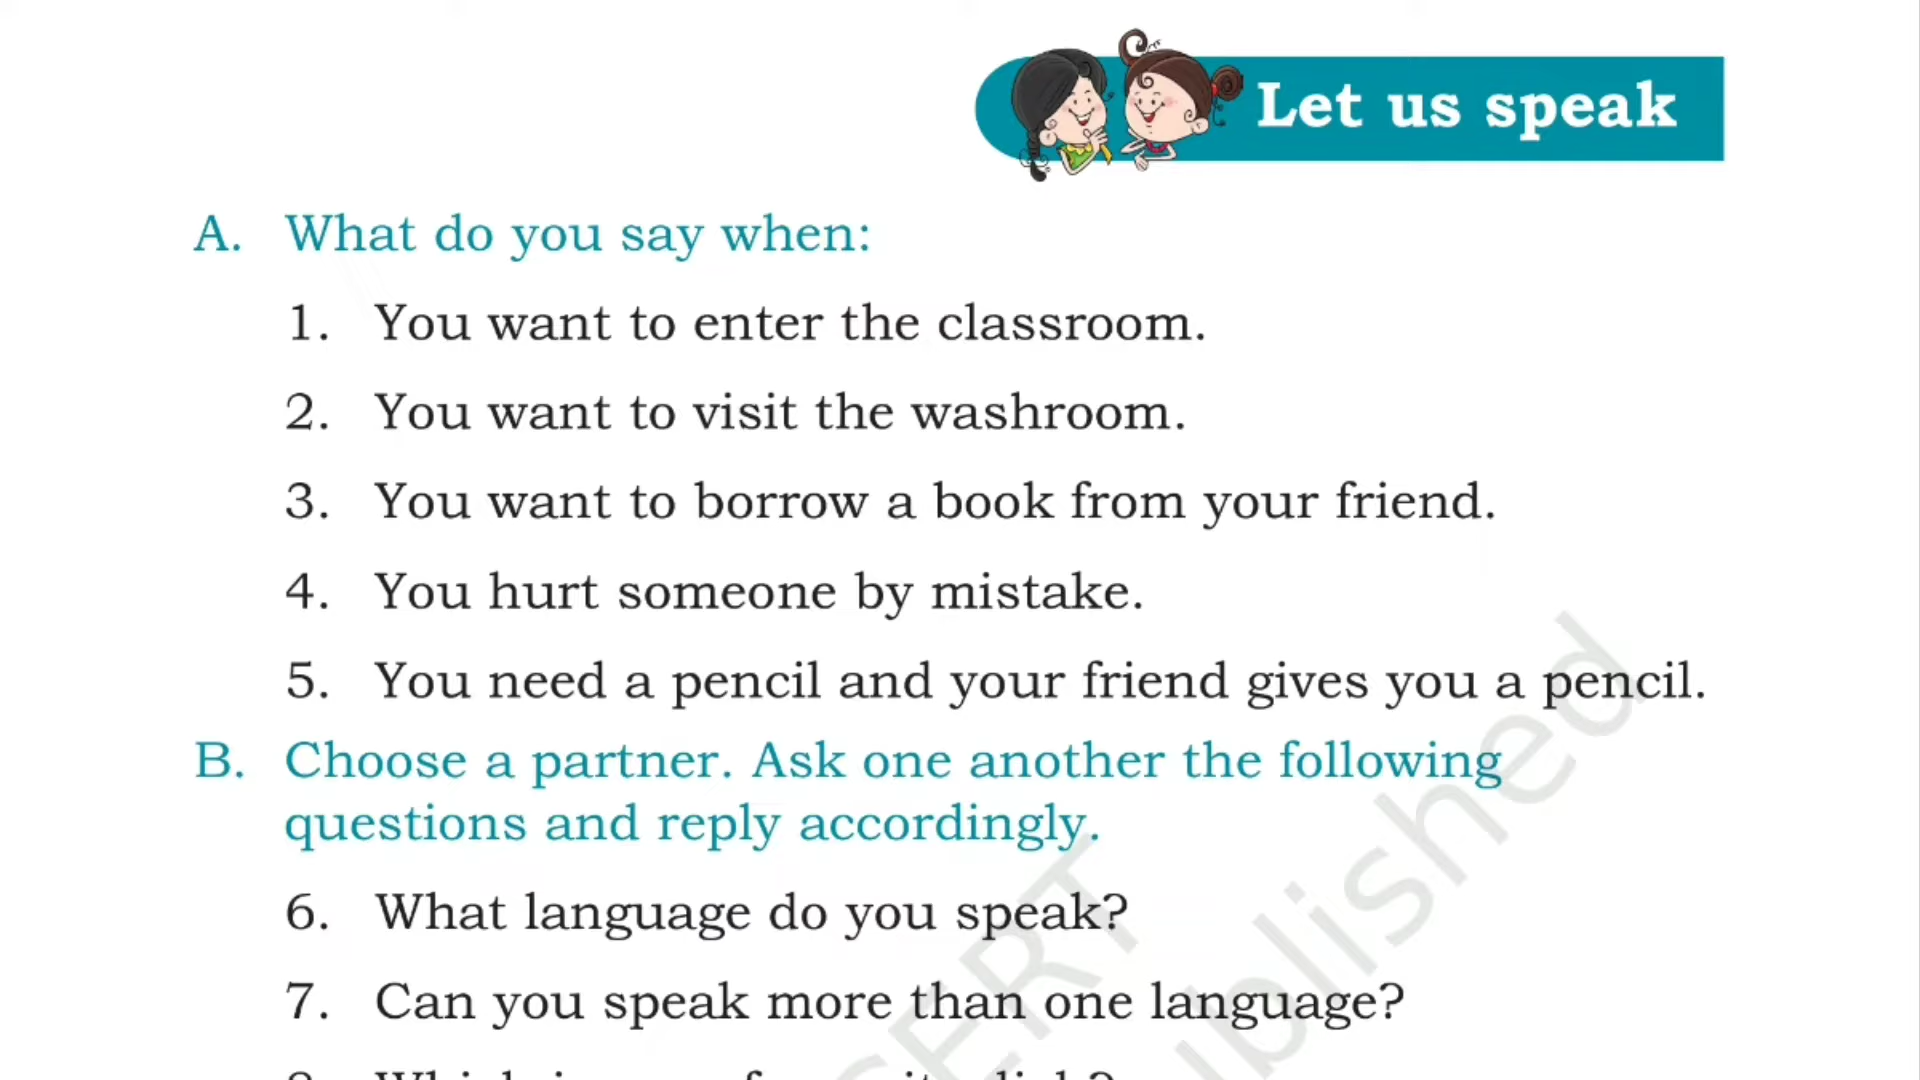 Let us speak
A. What do you say when:
1. You want to enter the classroom.
2. You want to visit the washroom.
3. You want to borrow a book from your friend.
4. You hurt someone by mistake.
5. You need a pencil and your friend gives you a pencil.
B. Choose a partner. Ask one another the following
questions and reply accordingly.
6. What language do you speak?
7. Can you speak more than one language?